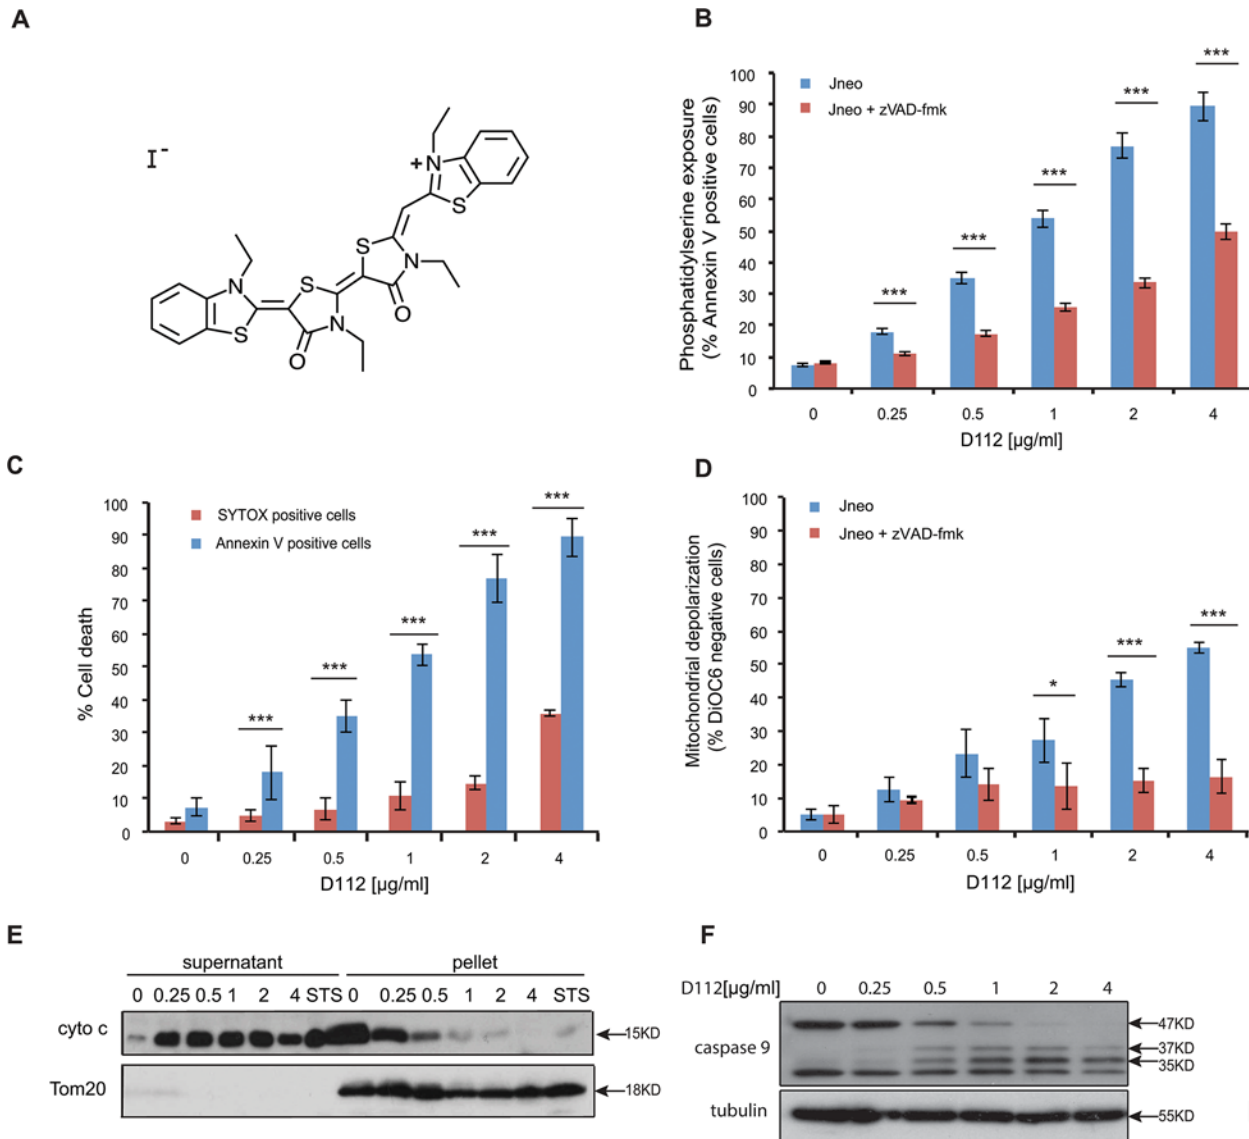 A
I⁻
N
+
S
S
N
O
N
S
S
N
O
B
Phosphatidylserine exposure
(% Annexin V positive cells)
100
90
80
70
60
50
40
30
20
10
0
Jneo
Jneo + zVAD-fmk
***
***
***
***
***
0 0.25 0.5 1 2 4
D112 [µg/ml]
C
% Cell death
100
90
80
70
60
50
40
30
20
10
0
SYTOX positive cells
Annexin V positive cells
***
***
***
***
***
0 0.25 0.5 1 2 4
D112 [µg/ml]
D
Mitochondrial depolarization
(% DiOC6 negative cells)
100
90
80
70
60
50
40
30
20
10
0
Jneo
Jneo + zVAD-fmk
*
***
***
0 0.25 0.5 1 2 4
D112 [µg/ml]
E
supernatant pellet
0 0.25 0.5 1 2 4 STS 0 0.25 0.5 1 2 4 STS
cyto c 15KD
Tom20 18KD
F
D112[µg/ml] 0 0.25 0.5 1 2 4
caspase 9
47KD
37KD
35KD
tubulin 55KD